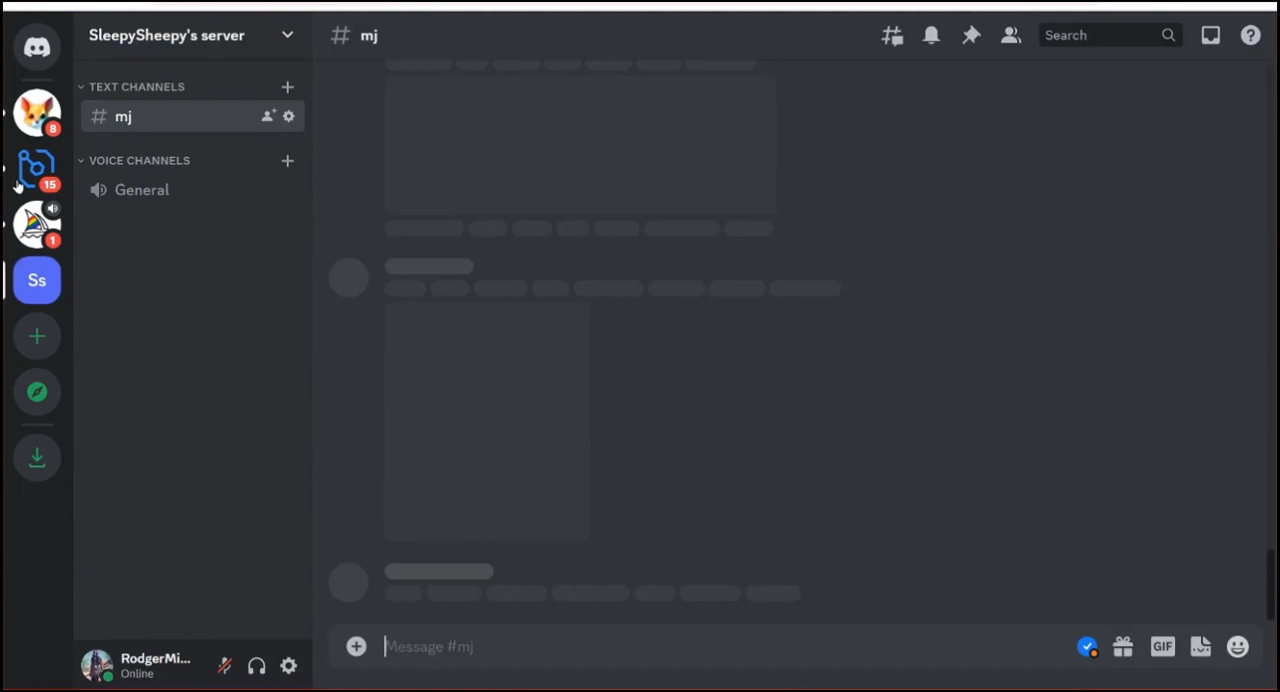 SleepySheepy's server
# mj
Search
TEXT CHANNELS
# mj
VOICE CHANNELS
General
8
15
1
Ss
Message #mj
GIF
RodgerMi...
Online